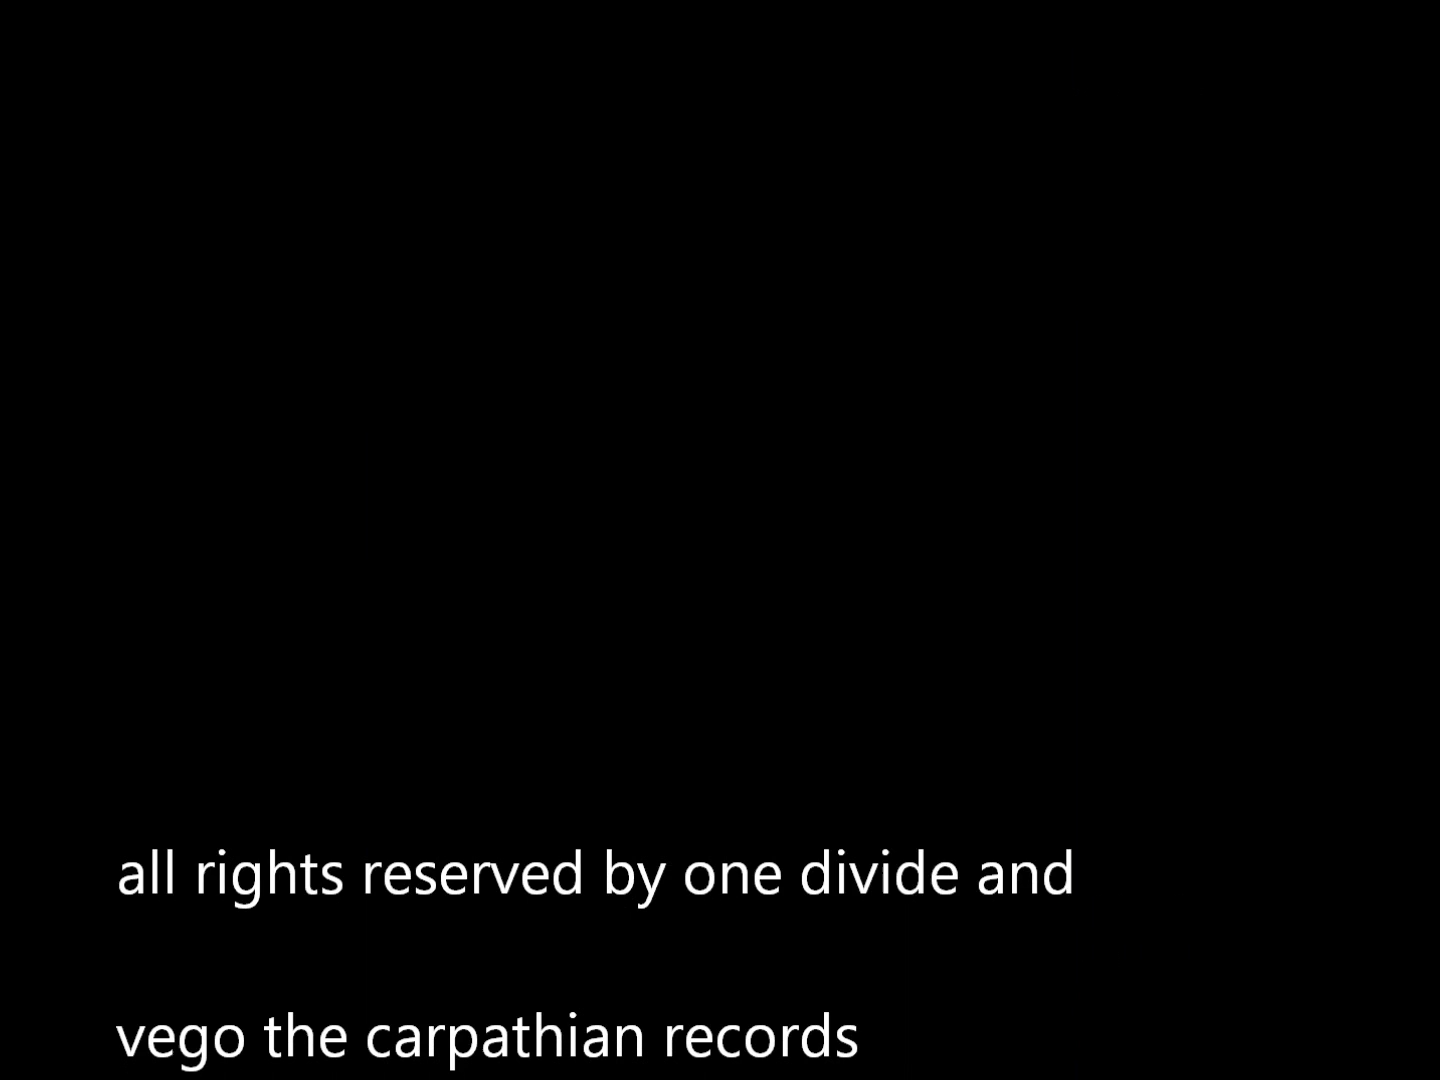 all rights reserved by one divide and
vego the carpathian records